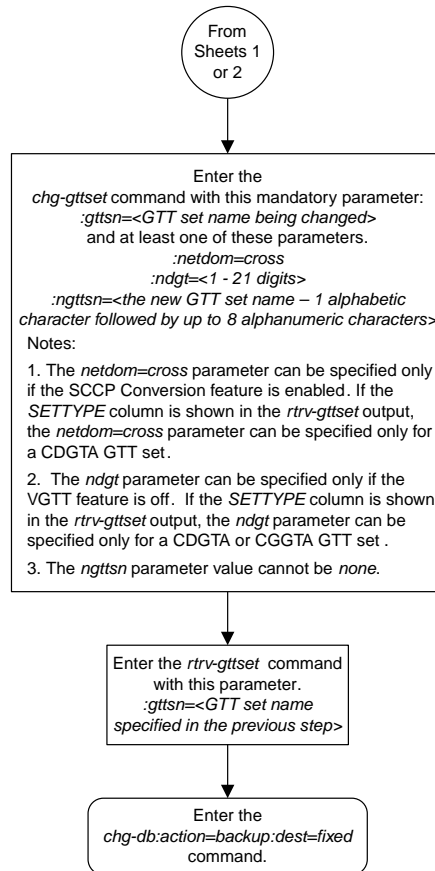 From
Sheets 1
or 2
Enter the
chg-gttset command with this mandatory parameter:
:gttsn=<GTT set name being changed>
and at least one of these parameters.
:netdom=cross
:ndgt=<1 - 21 digits>
:ngttsn=<the new GTT set name – 1 alphabetic
character followed by up to 8 alphanumeric characters>
Notes:
1. The netdom=cross parameter can be specified only
if the SCCP Conversion feature is enabled. If the
SETTYPE column is shown in the rtrv-gttset output,
the netdom=cross parameter can be specified only for
a CDGTA GTT set.
2. The ndgt parameter can be specified only if the
VGTT feature is off. If the SETTYPE column is shown
in the rtrv-gttset output, the ndgt parameter can be
specified only for a CDGTA or CGGTA GTT set.
3. The ngttsn parameter value cannot be none.
Enter the rtrv-gttset command
with this parameter.
:gttsn=<GTT set name
specified in the previous step>
Enter the
chg-db:action=backup:dest=fixed
command.